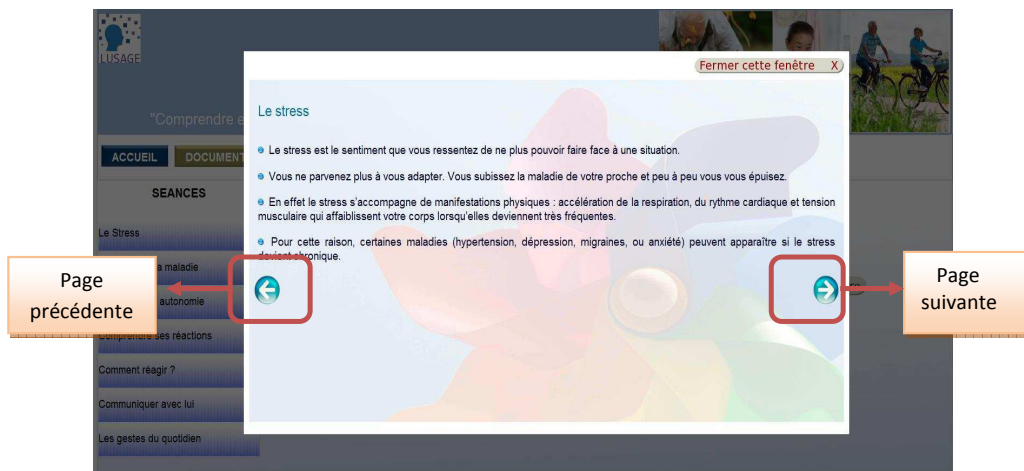 LUSAGE
Fermer cette fenêtre X
"Comprendre e
Le stress
ACCUEIL DOCUMENT
Le stress est le sentiment que vous ressentez de ne plus pouvoir faire face à une situation.
Vous ne parvenez plus à vous adapter. Vous subissez la maladie de votre proche et peu à peu vous vous épuisez.
En effet le stress s'accompagne de manifestations physiques : accélération de la respiration, du rythme cardiaque et tension
musculaire qui affaiblissent votre corps lorsqu'elles deviennent très fréquentes.
Pour cette raison, certaines maladies (hypertension, dépression, migraines, ou anxiété) peuvent apparaître si le stress
devient chronique.
SEANCES
Le Stress
a maladie
autonomie
Comprendre ses réactions
Comment réagir ?
Communiquer avec lui
Les gestes du quotidien
Page
précédente
Page
suivante